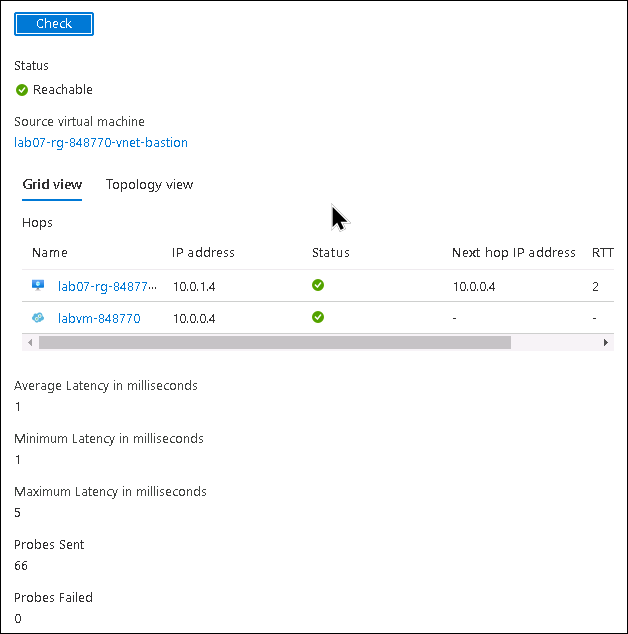 Check
Status
Reachable
Source virtual machine
lab07-rg-848770-vnet-bastion
Grid view Topology view
Hops
Name IP address Status Next hop IP address RTT
lab07-rg-84877... 10.0.1.4 10.0.0.4 2
labvm-848770 10.0.0.4 - -
Average Latency in milliseconds
1
Minimum Latency in milliseconds
1
Maximum Latency in milliseconds
5
Probes Sent
66
Probes Failed
0